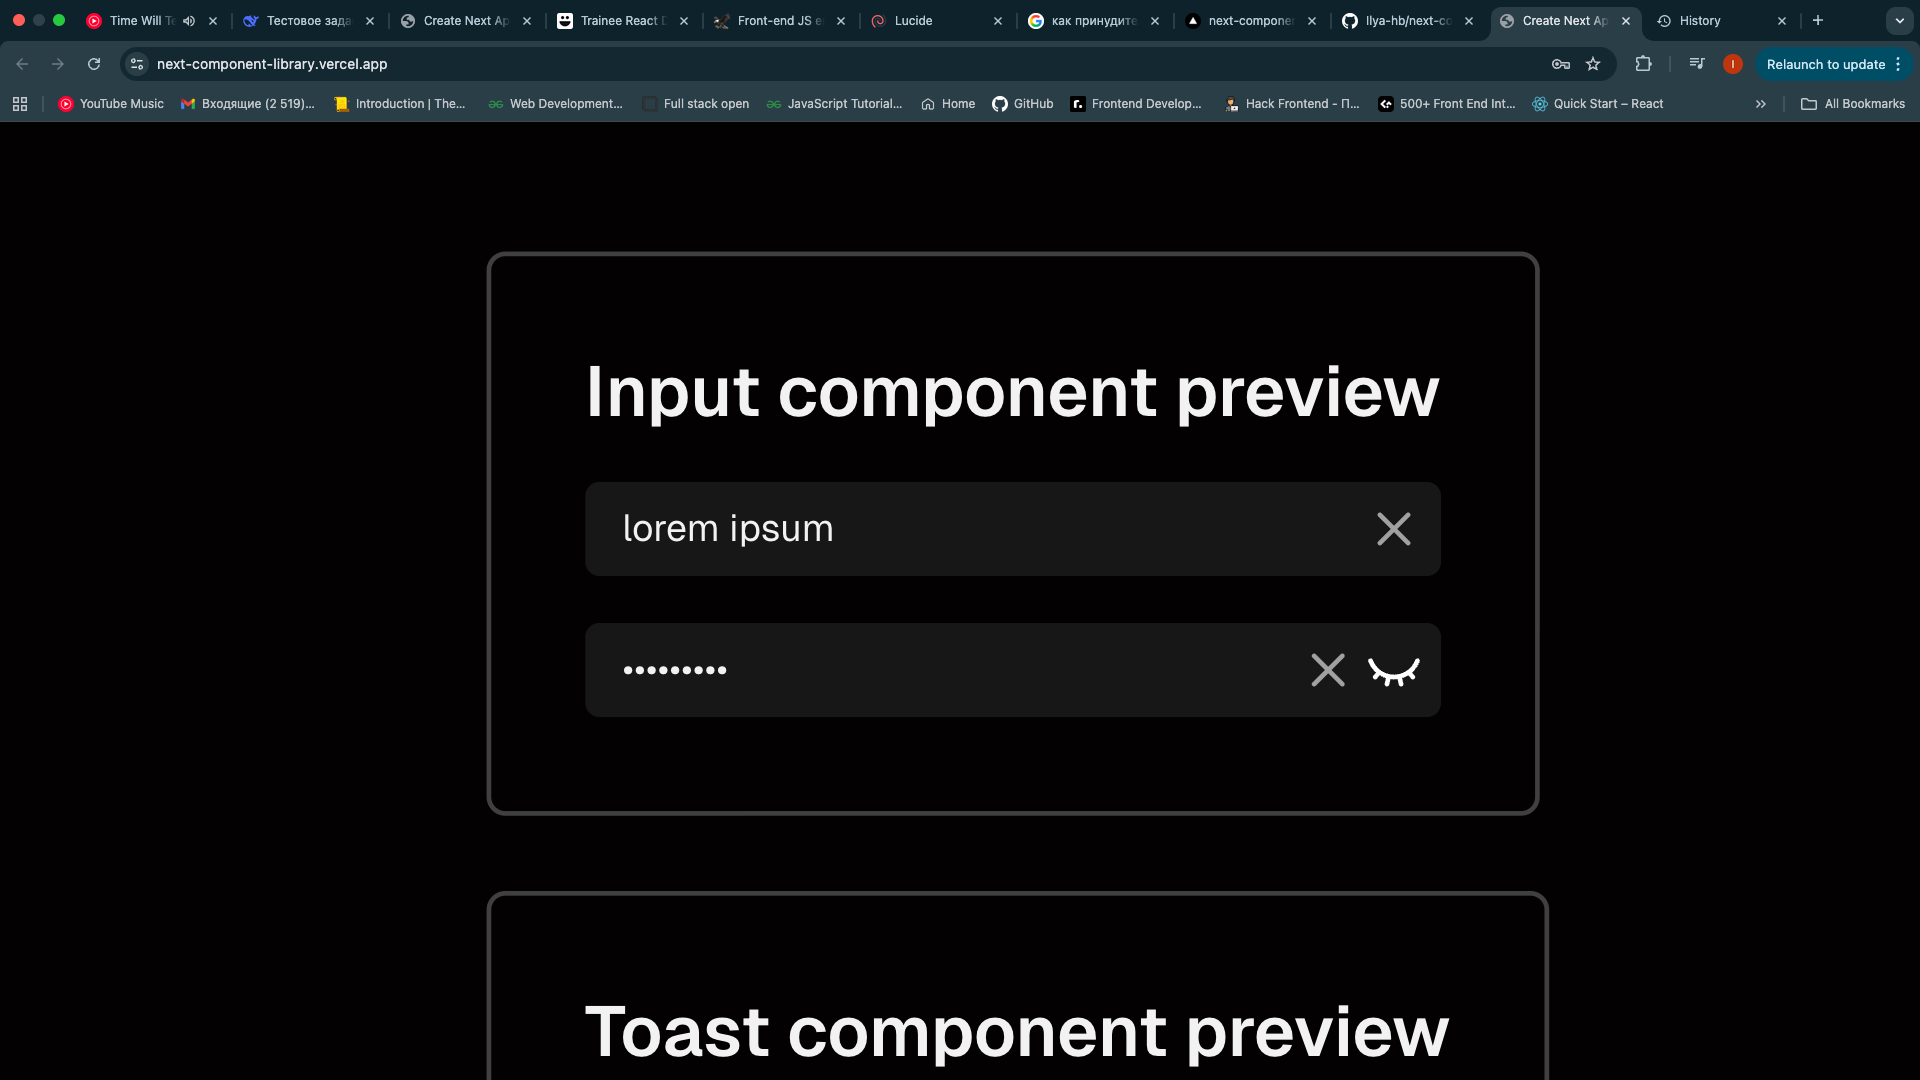 Time Will Te
Тестовое зада
Create Next Ap
Trainee React D
Front-end JS e
Lucide
как принудите
next-componen
Ilya-hb/next-co
Create Next Ap
History
next-component-library.vercel.app
I
Relaunch to update
YouTube Music
Входящие (2 519)...
Introduction | The...
Web Development...
Full stack open
JavaScript Tutorial...
Home
GitHub
Frontend Develop...
Hack Frontend - П...
500+ Front End Int...
Quick Start – React
All Bookmarks
Input component preview
lorem ipsum
•••••••••
Toast component preview